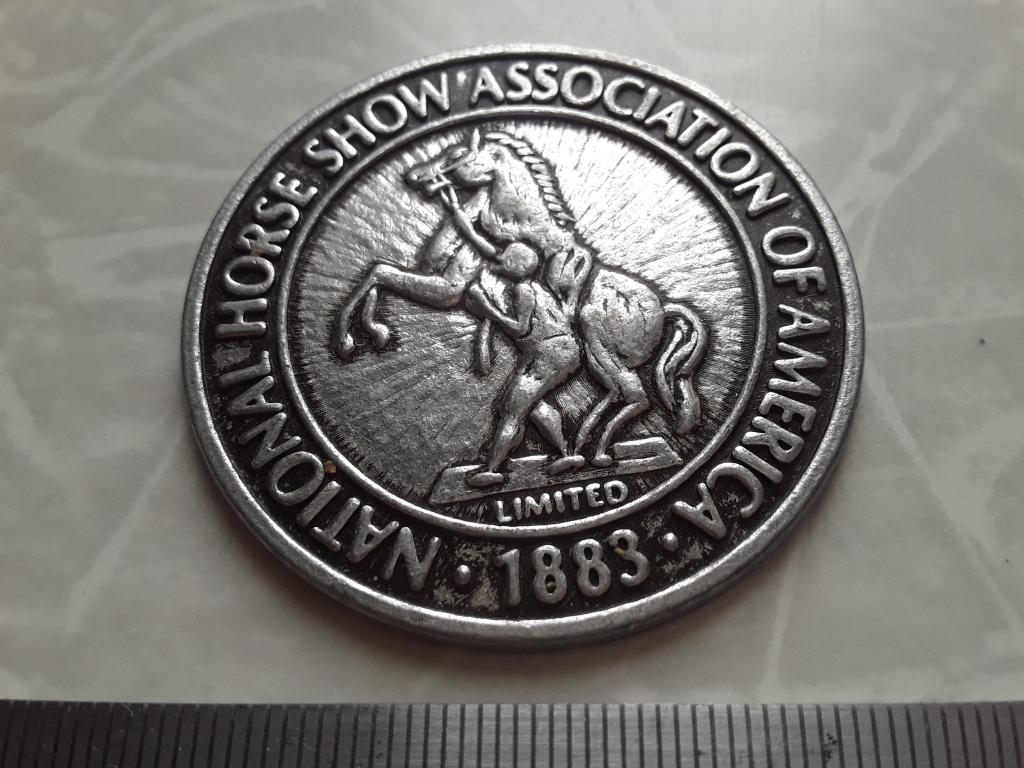 NATIONAL HORSE SHOW ASSOCIATION OF AMERICA
LIMITED
· 1883 ·